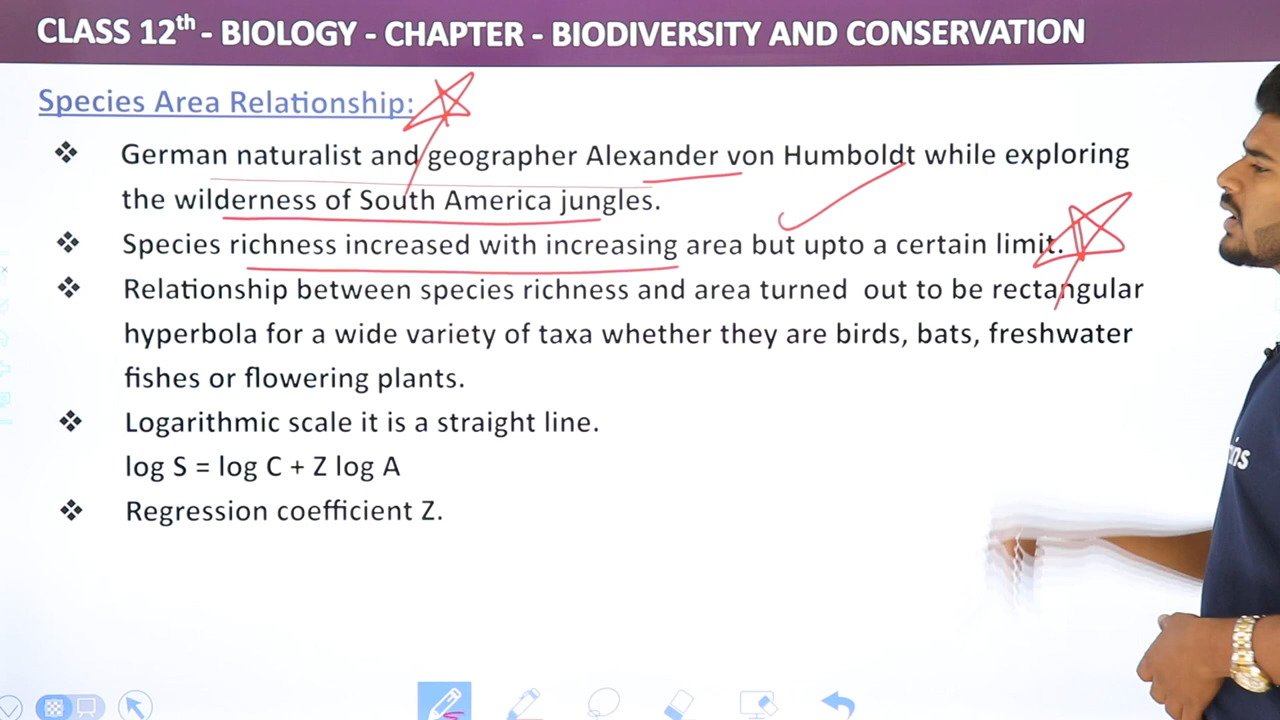 CLASS 12th - BIOLOGY - CHAPTER - BIODIVERSITY AND CONSERVATION
Species Area Relationship:
❖ German naturalist and geographer Alexander von Humboldt while exploring
the wilderness of South America jungles.
❖ Species richness increased with increasing area but upto a certain limit.
❖ Relationship between species richness and area turned out to be rectangular
hyperbola for a wide variety of taxa whether they are birds, bats, freshwater
fishes or flowering plants.
❖ Logarithmic scale it is a straight line.
log S = log C + Z log A
❖ Regression coefficient Z.